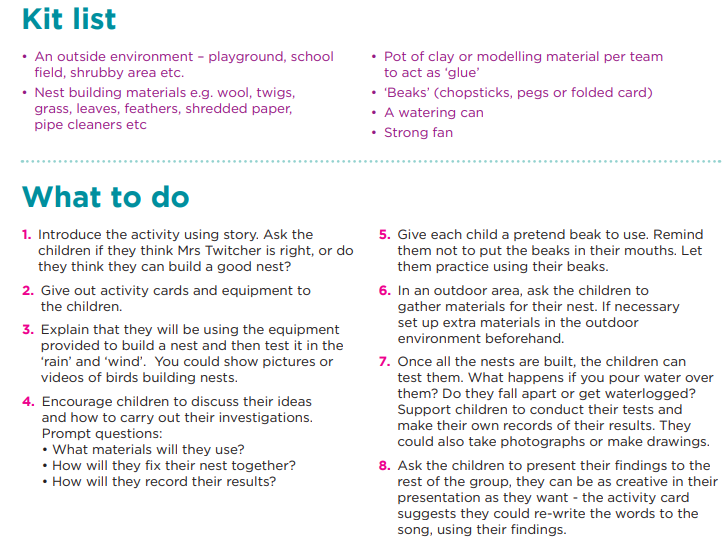 Kit list
• An outside environment – playground, school
field, shrubby area etc.
• Nest building materials e.g. wool, twigs,
grass, leaves, feathers, shredded paper,
pipe cleaners etc
• Pot of clay or modelling material per team
to act as ‘glue’
• ‘Beaks’ (chopsticks, pegs or folded card)
• A watering can
• Strong fan
What to do
1. Introduce the activity using story. Ask the
children if they think Mrs Twitcher is right, or do
they think they can build a good nest?
2. Give out activity cards and equipment to
the children.
3. Explain that they will be using the equipment
provided to build a nest and then test it in the
‘rain’ and ‘wind’. You could show pictures or
videos of birds building nests.
4. Encourage children to discuss their ideas
and how to carry out their investigations.
Prompt questions:
• What materials will they use?
• How will they fix their nest together?
• How will they record their results?
5. Give each child a pretend beak to use. Remind
them not to put the beaks in their mouths. Let
them practice using their beaks.
6. In an outdoor area, ask the children to
gather materials for their nest. If necessary
set up extra materials in the outdoor
environment beforehand.
7. Once all the nests are built, the children can
test them. What happens if you pour water over
them? Do they fall apart or get waterlogged?
Support children to conduct their tests and
make their own records of their results. They
could also take photographs or make drawings.
8. Ask the children to present their findings to the
rest of the group, they can be as creative in their
presentation as they want - the activity card
suggests they could re-write the words to the
song, using their findings.